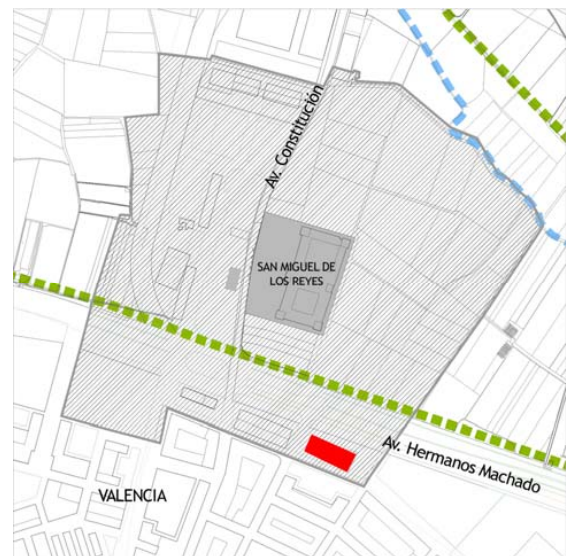 Av. Constitución
SAN MIGUEL DE
LOS REYES
Av. Hermanos Machado
VALENCIA